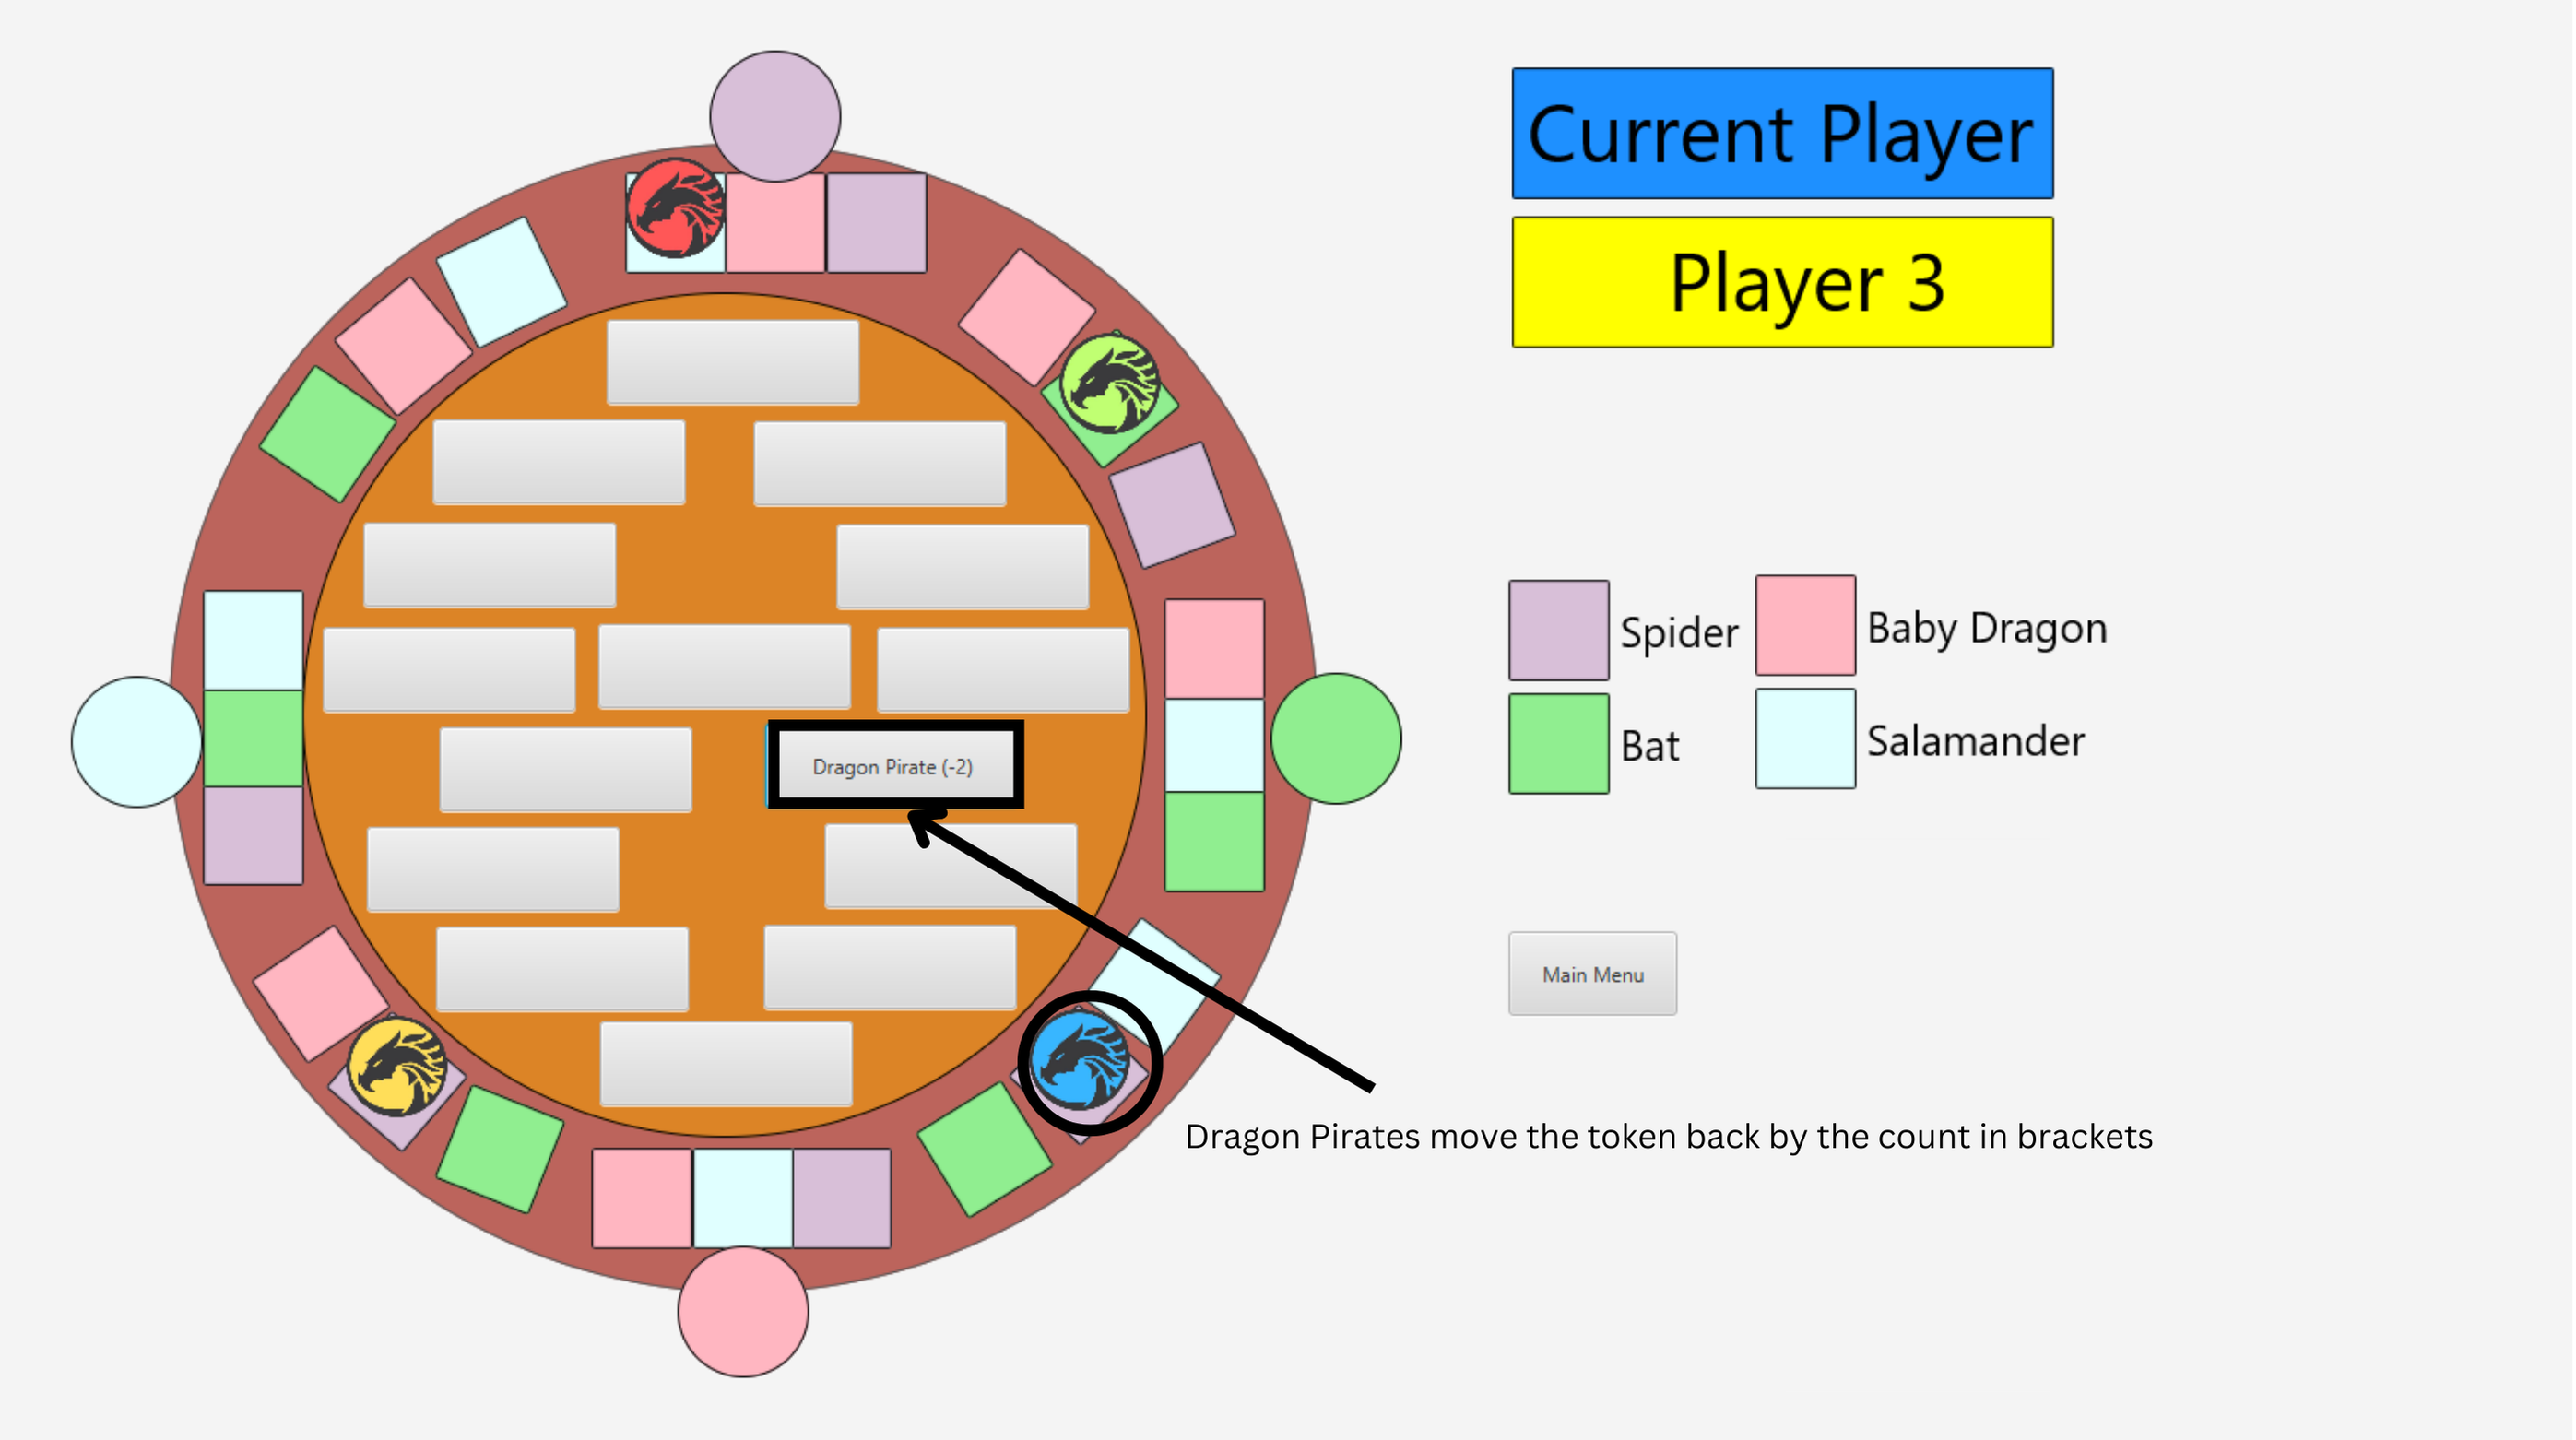 Current Player
Player 3
Spider
Baby Dragon
Bat
Salamander
Dragon Pirate (-2)
Main Menu
Dragon Pirates move the token back by the count in brackets